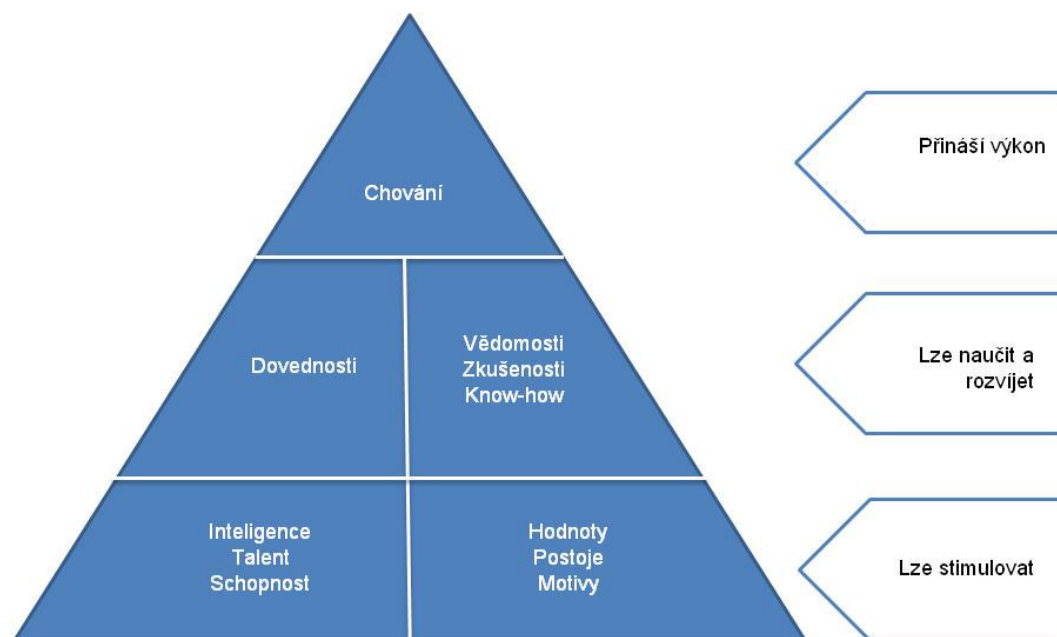 Chování
Přináší výkon
Dovednosti
Vědomosti
Zkušenosti
Know-how
Lze naučit a
rozvíjet
Inteligence
Talent
Schopnost
Hodnoty
Postoje
Motivy
Lze stimulovat